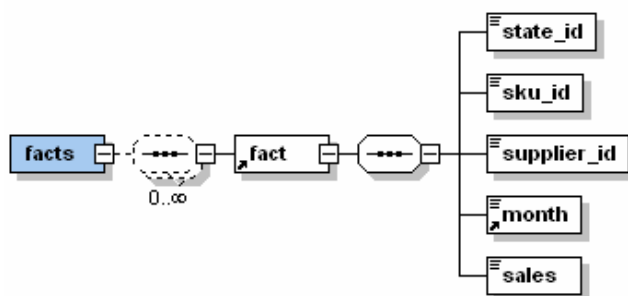 state_id
sku_id
facts
fact
supplier_id
0..∞
month
sales